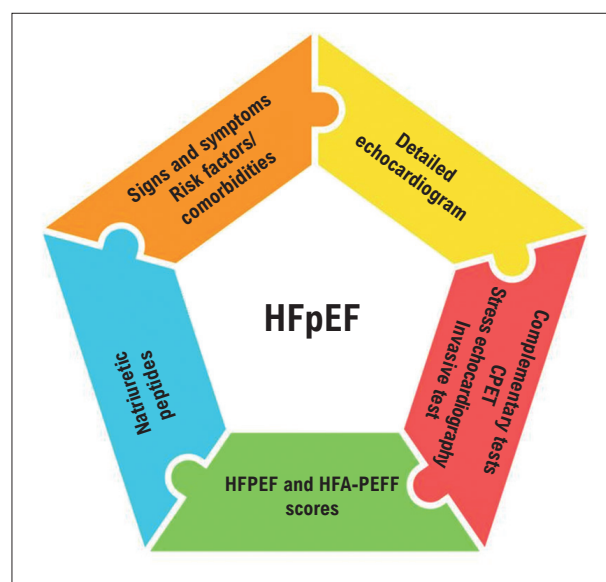 Signs and symptoms
Risk factors/
comorbidities
Detailed
echocardiogram
HFpEF
Natriuretic
peptides
Complementary tests
CPET
Stress echocardiography
Invasive test
HFPEF and HFA-PEFF
scores